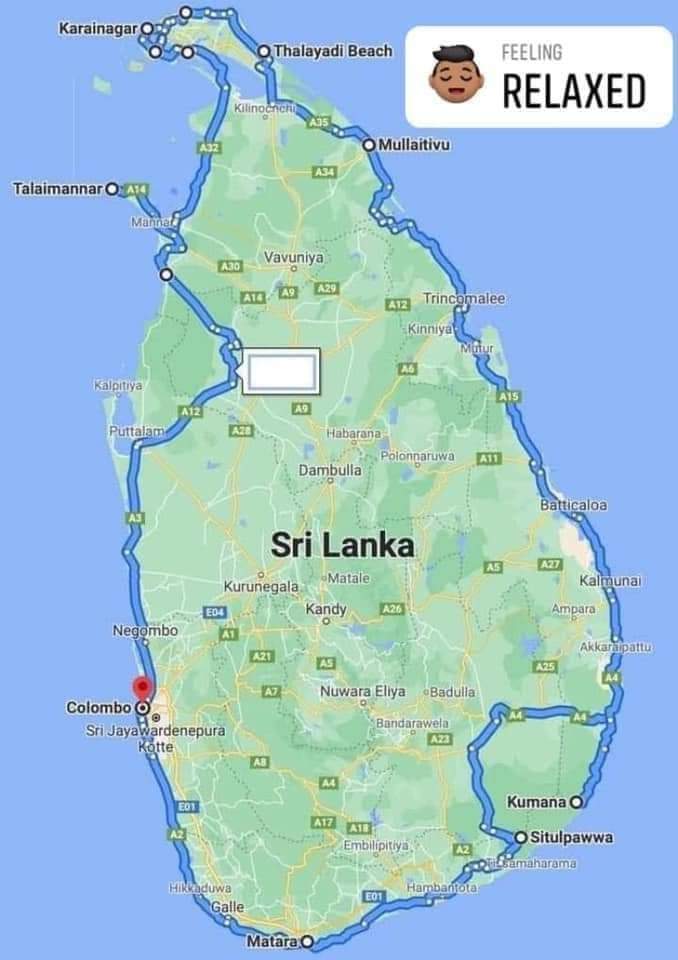 FEELING
RELAXED
Karainagar
Thalayadi Beach
Kilinochchi
A35
Mullaitivu
A32
A34
Talaimannar
A14
Mannar
Vavuniya
A30
A14
A9
A29
A12
Trincomalee
Kinniya
Mutur
A6
Kalpitiya
A12
A9
A15
A28
Puttalam
Habarana
Polonnaruwa
A11
Dambulla
A3
Batticaloa
Sri Lanka
A5
A27
Kurunegala
Matale
Kalmunai
E04
Kandy
A26
Ampara
Negombo
A1
Akkaraipattu
A21
A5
A25
A4
A7
Nuwara Eliya
Badulla
Colombo
Sri Jayawardenepura
Kotte
Bandarawela
A23
A4
A4
A8
A4
E01
Kumana
A17
A18
A2
Embilipitiya
A2
Situlpawwa
Tissamaharama
Hikkaduwa
E01
Hambantota
Galle
Matara